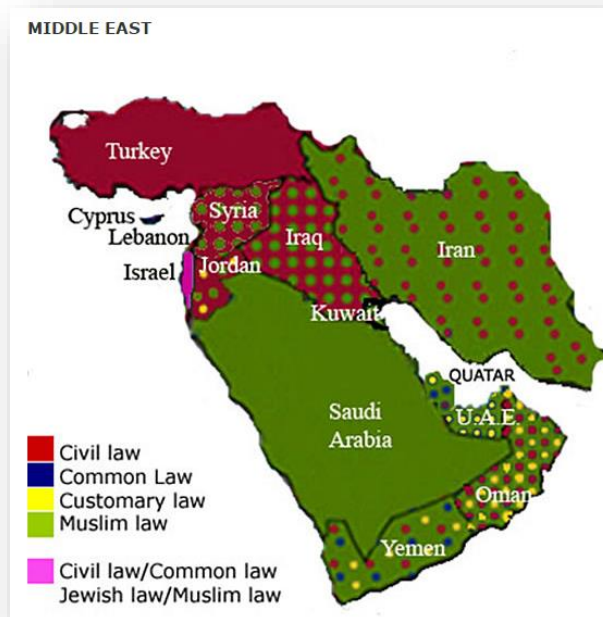 MIDDLE EAST
Turkey
Cyprus
Syria
Lebanon
Iraq
Iran
Israel
Jordan
Kuwait
QUATAR
U.A.E.
Saudi
Arabia
Oman
Yemen
Civil law
Common Law
Customary law
Muslim law
Civil law/Common law
Jewish law/Muslim law